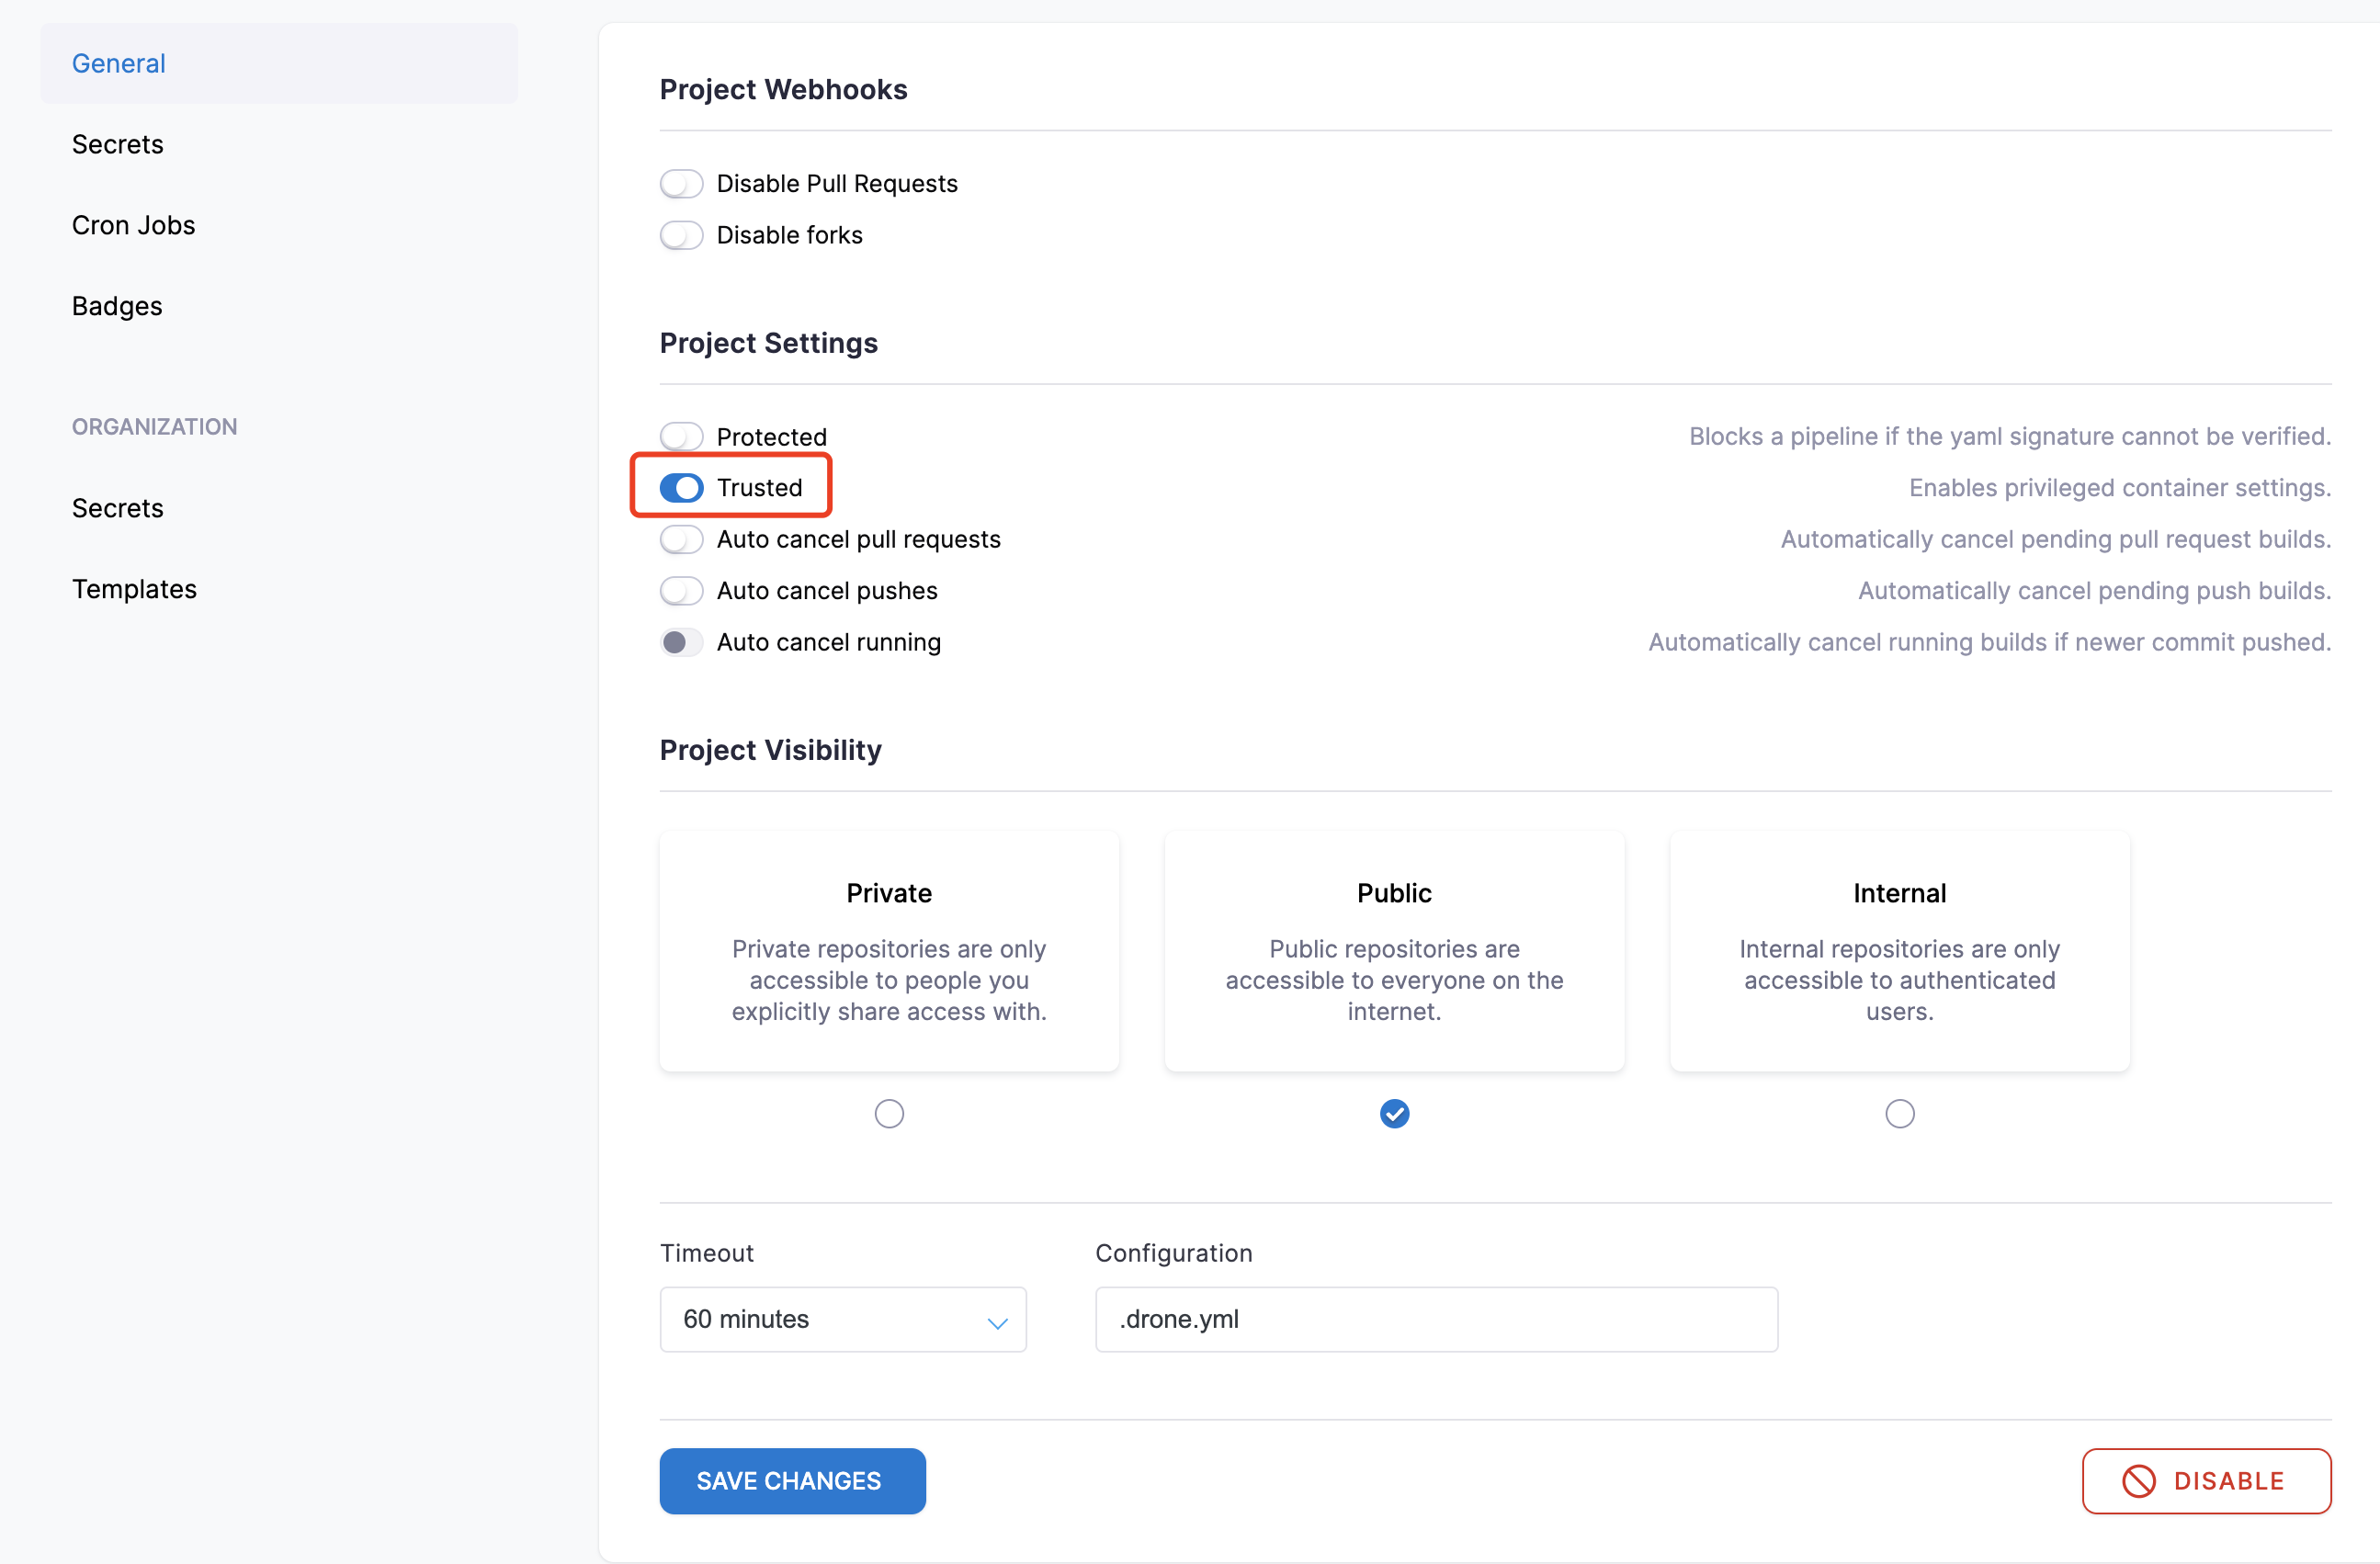 General
Secrets
Cron Jobs
Badges
ORGANIZATION
Secrets
Templates
Project Webhooks
Disable Pull Requests
Disable forks
Project Settings
Protected
Blocks a pipeline if the yaml signature cannot be verified.
Trusted
Enables privileged container settings.
Auto cancel pull requests
Automatically cancel pending pull request builds.
Auto cancel pushes
Automatically cancel pending push builds.
Auto cancel running
Automatically cancel running builds if newer commit pushed.
Project Visibility
Private
Private repositories are only
accessible to people you
explicitly share access with.
Public
Public repositories are
accessible to everyone on the
internet.
Internal
Internal repositories are only
accessible to authenticated
users.
Timeout
60 minutes
Configuration
.drone.yml
SAVE CHANGES
DISABLE